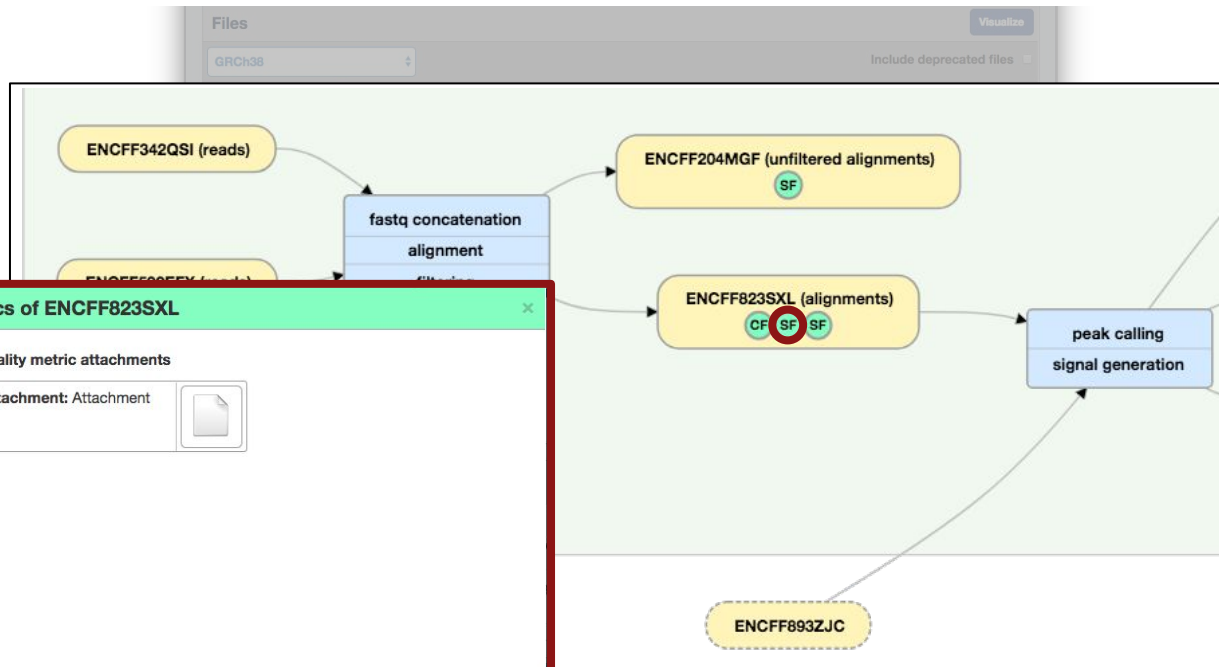 Files
Visualize
GRCh38
Include deprecated files
ENCFF342QSI (reads)
ENCFF204MGF (unfiltered alignments)
SF
fastq concatenation
alignment
ENCFF823SXL (alignments)
CF SF SF
peak calling
signal generation
cs of ENCFF823SXL
×
ality metric attachments
tachment: Attachment
ENCFF893ZJC